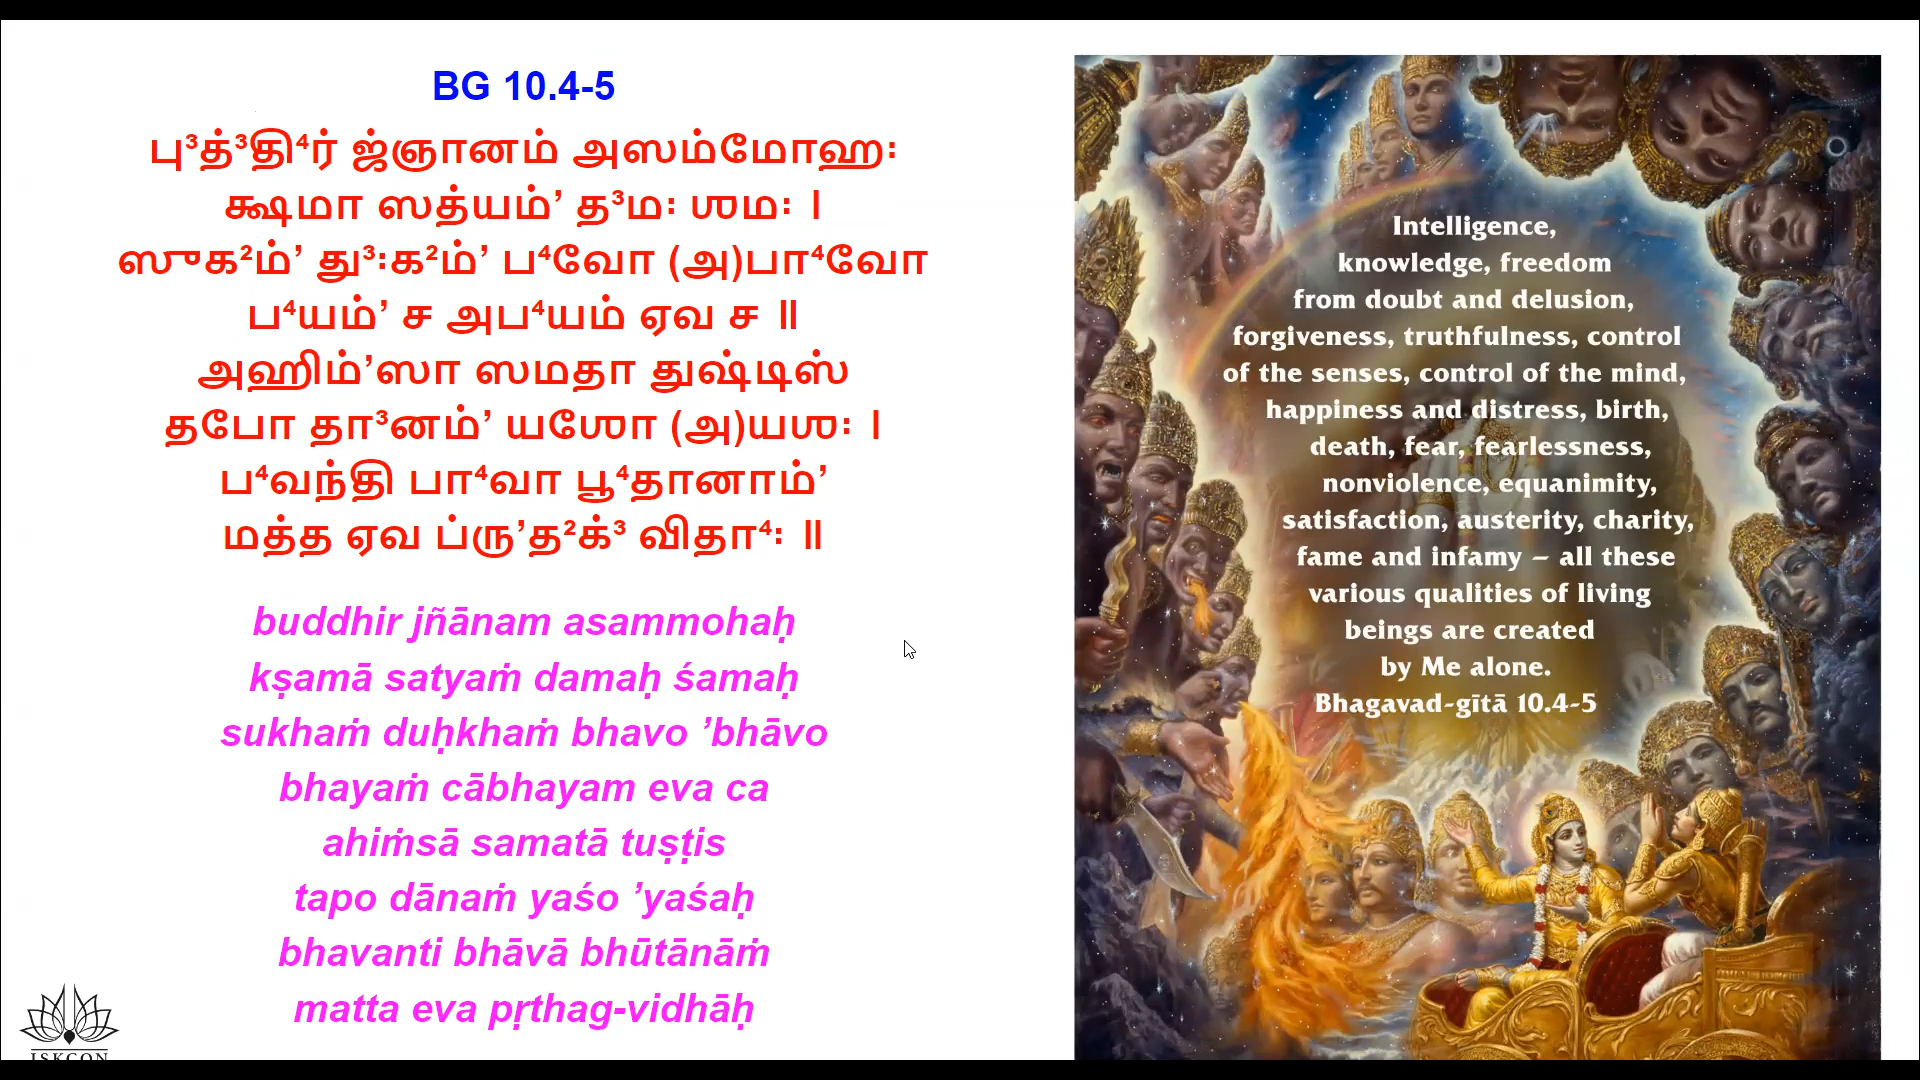 BG 10.4-5
பு³த்³தி⁴ர் ஜ்ஞானம் அஸம்மோஹ:
க்ஷமா ஸத்யம்’ த³ம: ஶம: |
ஸுக²ம்’ து³:க²ம்’ ப⁴வோ (அ)பா⁴வோ
ப⁴யம்’ ச அப⁴யம் ஏவ ச ||
அஹிம்’ஸா ஸமதா துஷ்டிஸ்
தபோ தா³னம்’ யஶோ (அ)யஶ: |
ப⁴வந்தி பா⁴வா பூ⁴தானாம்’
மத்த ஏவ ப்ரு’த²க்³ விதா⁴: ||
buddhir jñānam asammohaḥ
kṣamā satyaṁ damaḥ śamaḥ
sukhaṁ duḥkhaṁ bhavo ’bhāvo
bhayaṁ cābhayam eva ca
ahiṁsā samatā tuṣṭis
tapo dānaṁ yaśo ’yaśaḥ
bhavanti bhāvā bhūtānāṁ
matta eva pṛthag-vidhāḥ
ISKCON
Intelligence,
knowledge, freedom
from doubt and delusion,
forgiveness, truthfulness, control
of the senses, control of the mind,
happiness and distress, birth,
death, fear, fearlessness,
nonviolence, equanimity,
satisfaction, austerity, charity,
fame and infamy – all these
various qualities of living
beings are created
by Me alone.
Bhagavad-gītā 10.4-5